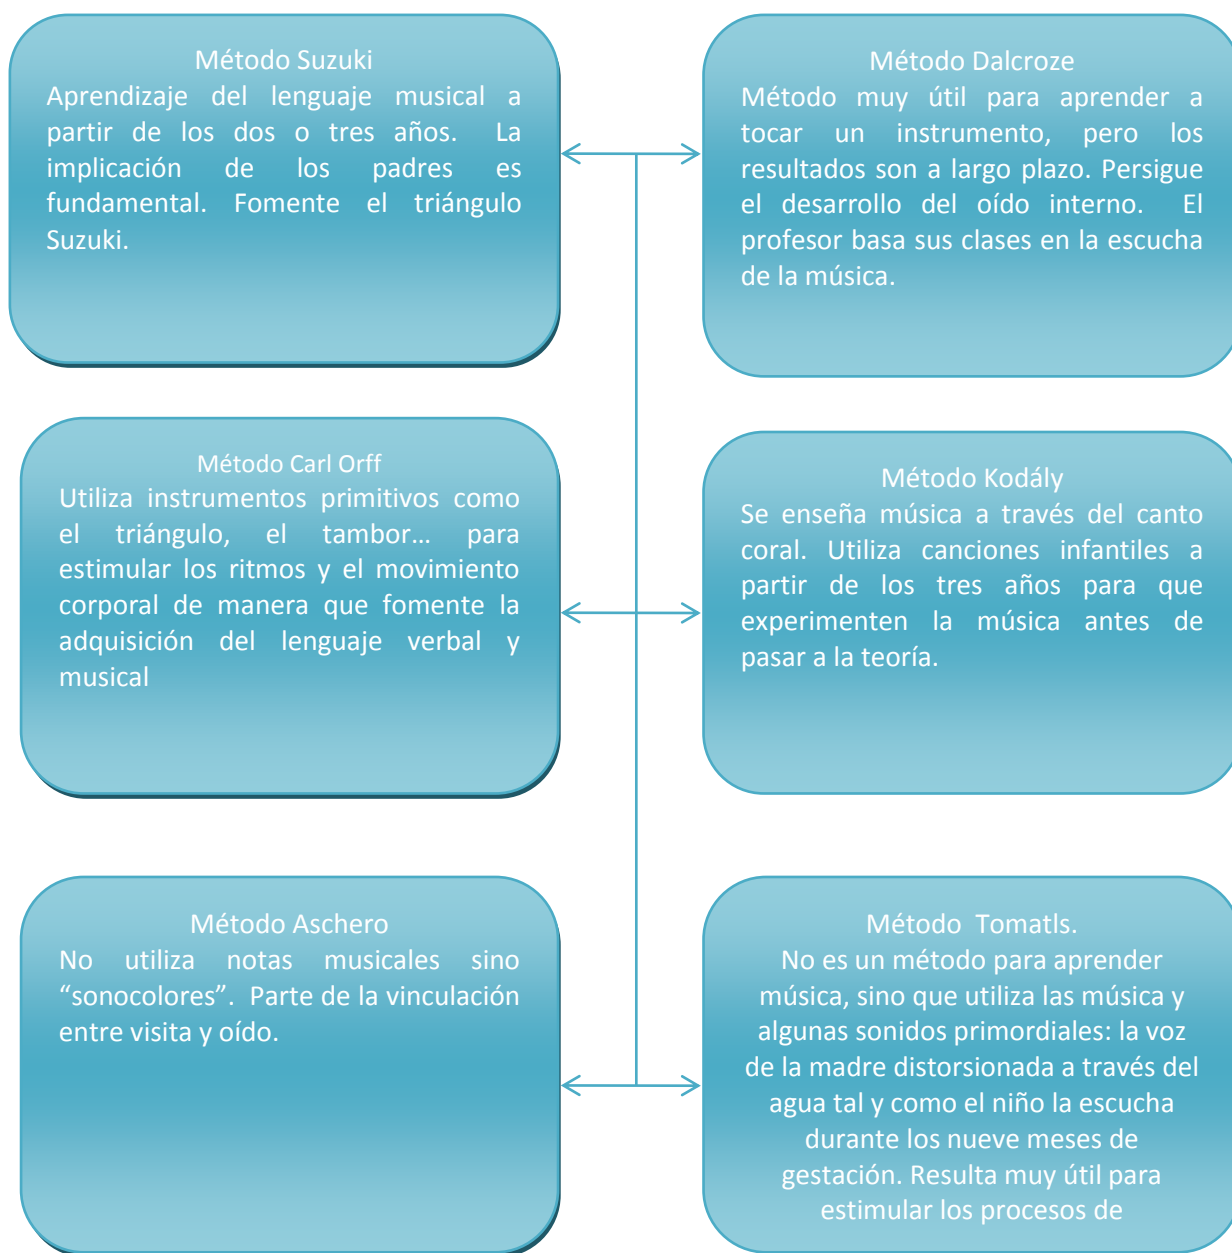 Método Suzuki
Aprendizaje del lenguaje musical a
partir de los dos o tres años. La
implicación de los padres es
fundamental. Fomente el triángulo
Suzuki.
Método Dalcroze
Método muy útil para aprender a
tocar un instrumento, pero los
resultados son a largo plazo. Persigue
el desarrollo del oído interno. El
profesor basa sus clases en la escucha
de la música.
Método Carl Orff
Utiliza instrumentos primitivos como
el triángulo, el tambor... para
estimular los ritmos y el movimiento
corporal de manera que fomente la
adquisición del lenguaje verbal y
musical
Método Kodály
Se enseña música a través del canto
coral. Utiliza canciones infantiles a
partir de los tres años para que
experimenten la música antes de
pasar a la teoría.
Método Aschero
No utiliza notas musicales sino
“sonocolores”. Parte de la vinculación
entre visita y oído.
Método Tomatls.
No es un método para aprender
música, sino que utiliza las música y
algunas sonidos primordiales: la voz
de la madre distorsionada a través del
agua tal y como el niño la escucha
durante los nueve meses de
gestación. Resulta muy útil para
estimular los procesos de